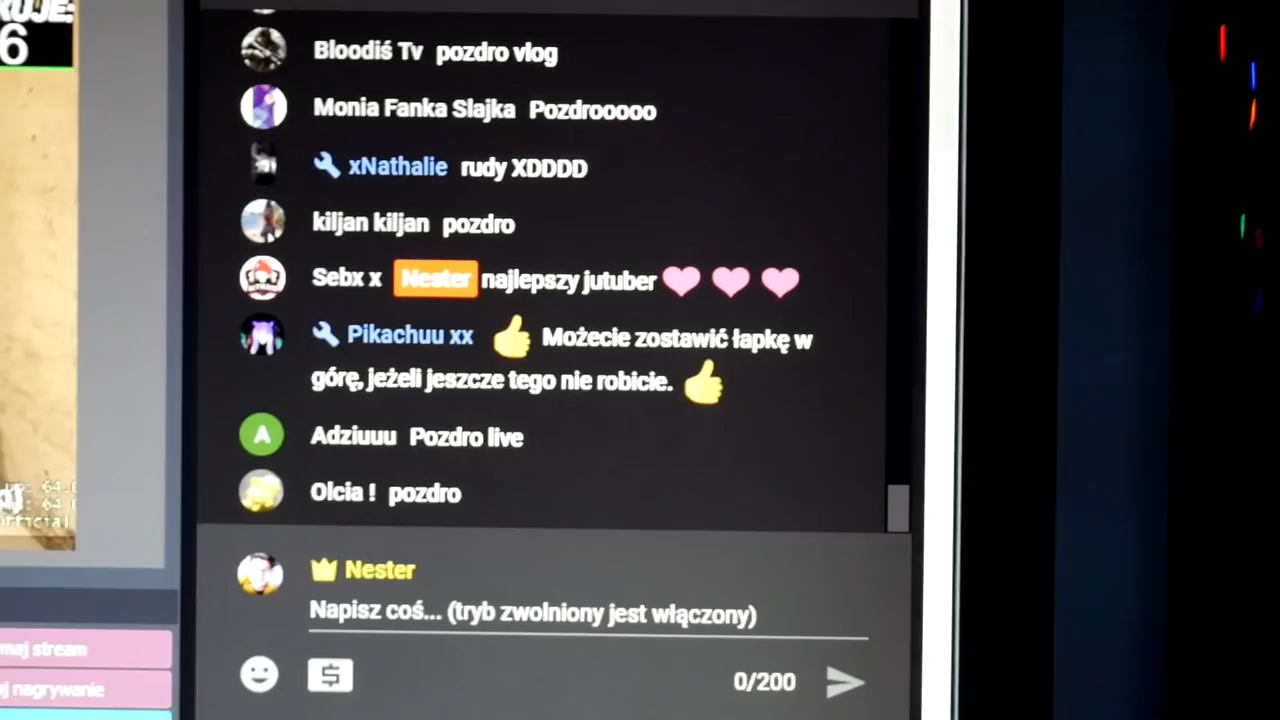 6
Bloodiś Tv pozdro vlog
Monia Fanka Slajka Pozdrooooo
xNathalie rudy XDDDD
kiljan kiljan pozdro
Sebx x Nester najlepszy jutuber
Pikachuu xx Możecie zostawić łapkę w
górę, jeżeli jeszcze tego nie robicie.
A Adziuuu Pozdro live
Olcia ! pozdro
Nester
Napisz coś... (tryb zwolniony jest włączony)
maj stream
nagrywanie
0/200